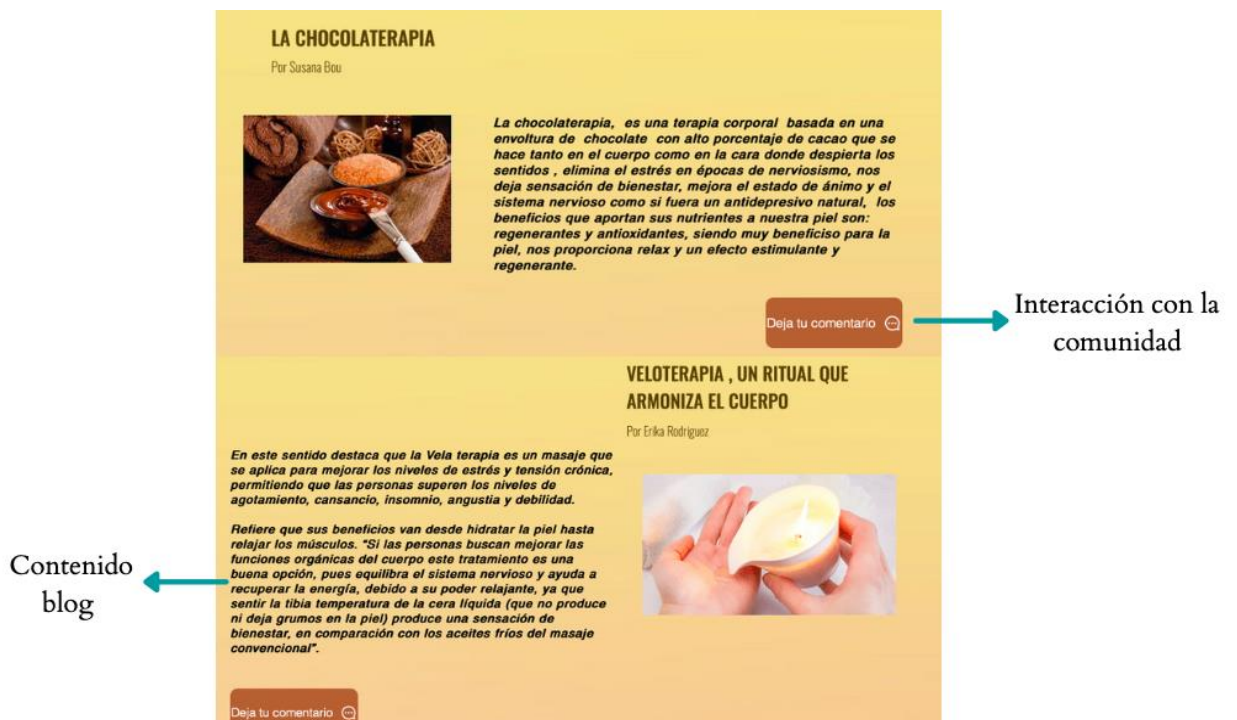 LA CHOCOLATERAPIA
Por Susana Bou
La chocolaterapia, es una terapia corporal basada en una
envoltura de chocolate con alto porcentaje de cacao que se
hace tanto en el cuerpo como en la cara donde despierta los
sentidos , elimina el estrés en épocas de nerviosismo, nos
deja sensación de bienestar, mejora el estado de ánimo y el
sistema nervioso como si fuera un antidepresivo natural, los
beneficios que aportan sus nutrientes a nuestra piel son:
regenerantes y antioxidantes, siendo muy beneficiso para la
piel, nos proporciona relax y un efecto estimulante y
regenerante.
Deja tu comentario
Interacción con la
comunidad
VELOTERAPIA , UN RITUAL QUE
ARMONIZA EL CUERPO
Por Erika Rodriguez
En este sentido destaca que la Vela terapia es un masaje que
se aplica para mejorar los niveles de estrés y tensión crónica,
permitiendo que las personas superen los niveles de
agotamiento, cansancio, insomnio, angustia y debilidad.
Refiere que sus beneficios van desde hidratar la piel hasta
relajar los músculos. "Si las personas buscan mejorar las
funciones orgánicas del cuerpo este tratamiento es una
buena opción, pues equilibra el sistema nervioso y ayuda a
recuperar la energía, debido a su poder relajante, ya que
sentir la tibia temperatura de la cera líquida (que no produce
ni deja grumos en la piel) produce una sensación de
bienestar, en comparación con los aceites fríos del masaje
convencional".
Contenido
blog
Deja tu comentario